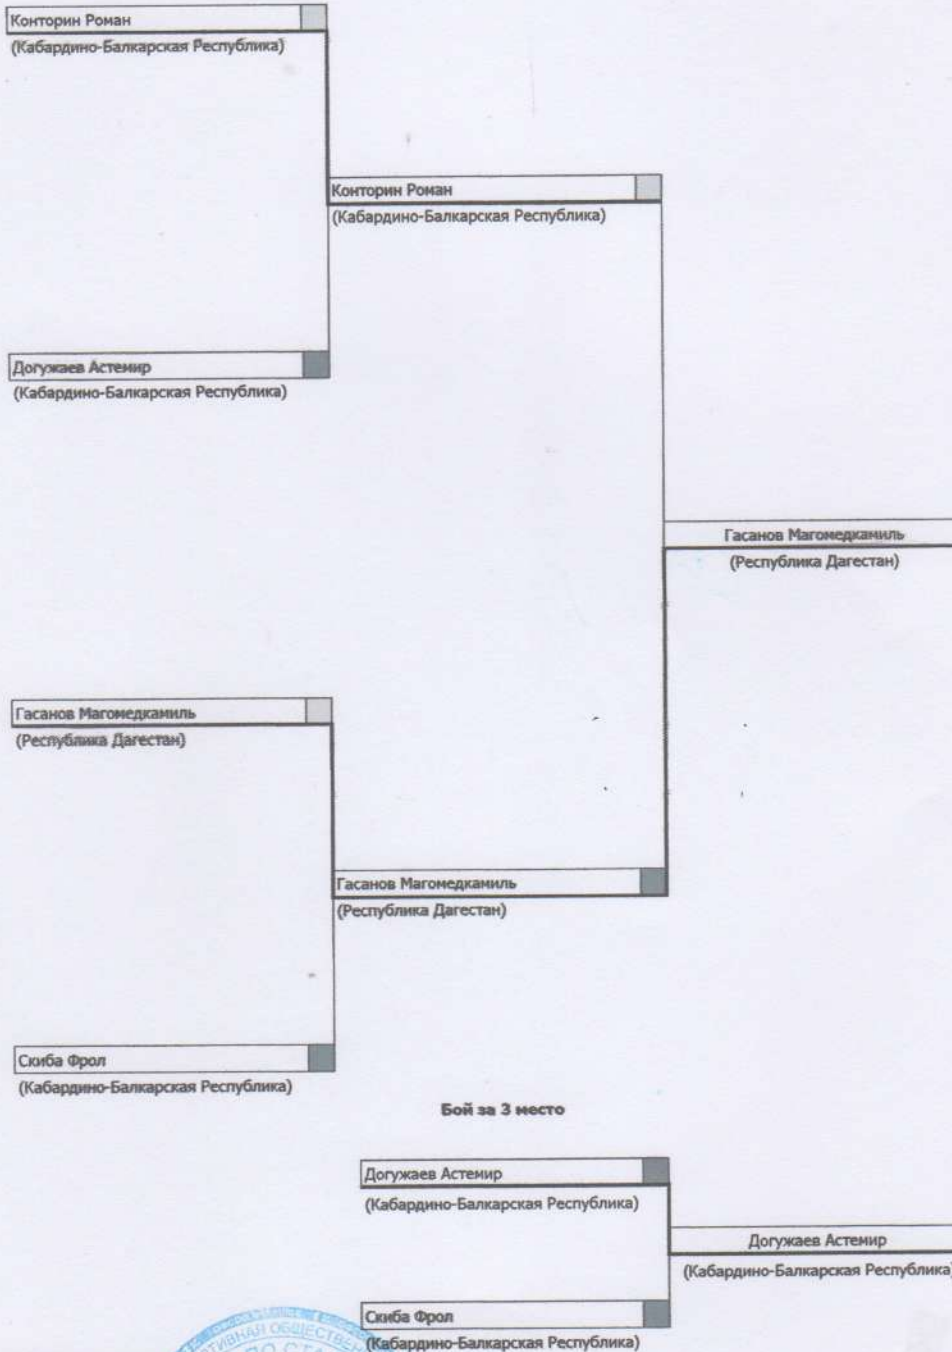 Конторин Роман
(Кабардино-Балкарская Республика)
Конторин Роман
(Кабардино-Балкарская Республика)
Догужаев Астемир
(Кабардино-Балкарская Республика)
Гасанов Магомедкамиль
(Республика Дагестан)
Гасанов Магомедкамиль
(Республика Дагестан)
Гасанов Магомедкамиль
(Республика Дагестан)
Скиба Фрол
(Кабардино-Балкарская Республика)
Бой за 3 место
Догужаев Астемир
(Кабардино-Балкарская Республика)
Догужаев Астемир
(Кабардино-Балкарская Республика)
Скиба Фрол
(Кабардино-Балкарская Республика)